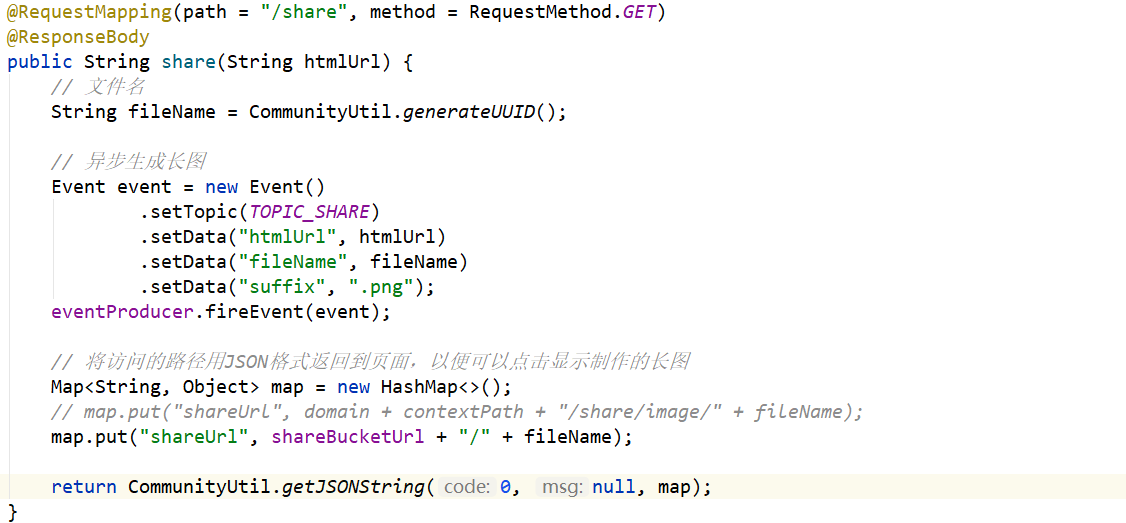 @RequestMapping(path = "/share", method = RequestMethod.GET)
@ResponseBody
public String share(String htmlUrl) {
// 文件名
String fileName = CommunityUtil.generateUUID();
// 异步生成长图
Event event = new Event()
.setTopic(TOPIC_SHARE)
.setData("htmlUrl", htmlUrl)
.setData("fileName", fileName)
.setData("suffix", ".png");
eventProducer.fireEvent(event);
// 将访问的路径用JSON格式返回到页面，以便可以点击显示制作的长图
Map<String, Object> map = new HashMap<>();
// map.put("shareUrl", domain + contextPath + "/share/image/" + fileName);
map.put("shareUrl", shareBucketUrl + "/" + fileName);
return CommunityUtil.getJSONString( code: 0, msg: null, map);
}